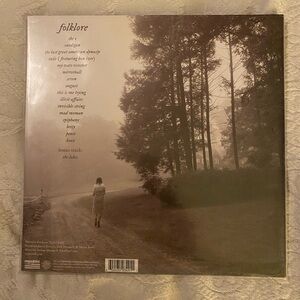 folklore
the 1
cardigan
the last great american dynasty
exile (featuring bon iver)
my tears ricochet
mirrorball
seven
august
this is me trying
illicit affairs
invisible string
mad woman
epiphany
betty
peace
hoax
bonus track:
the lakes